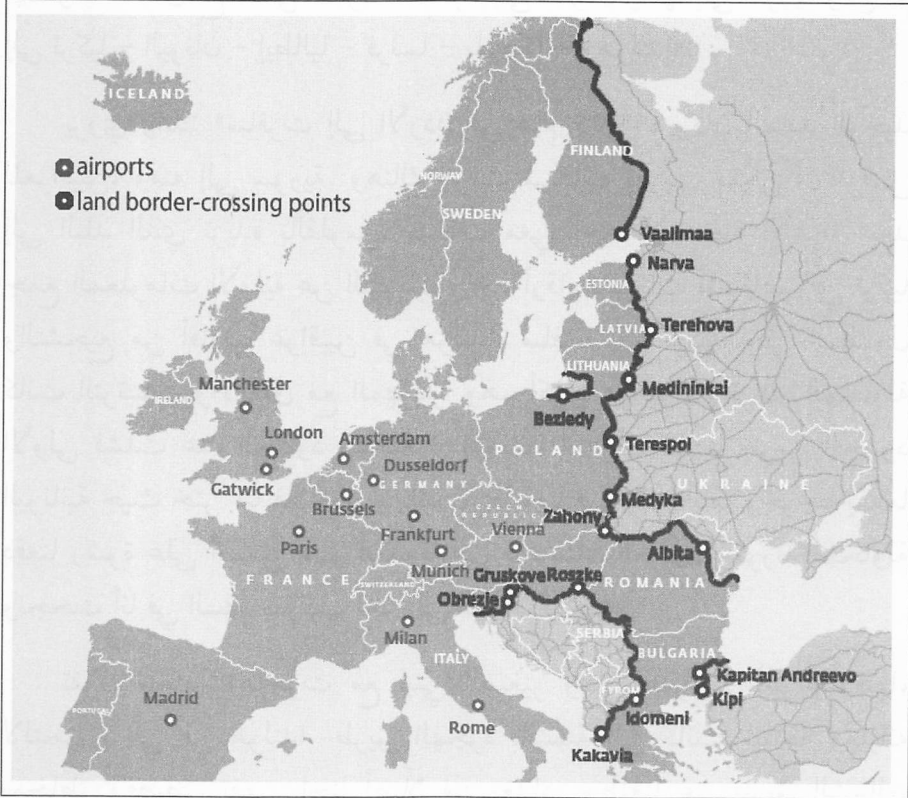 ICELAND
airports
land border-crossing points
FINLAND
NORWAY
SWEDEN
Vaalimaa
Narva
ESTONIA
Terehova
LATVIA
LITHUANIA
Medininkai
Bezledy
Manchester
IRELAND
London
Amsterdam
Terespol
POLAND
Dusseldorf
GERMANY
UKRAINE
Gatwick
Brussels
Medyka
CZECH
REPUBLIC
Zahony
Vienna
Frankfurt
Paris
Albita
Munich
Gruskove
Roszke
FRANCE
SWITZERLAND
ROMANIA
Obrezje
Milan
SERBIA
ITALY
BULGARIA
Kapitan Andreevo
FYROM
Kipi
Madrid
PORTUGAL
Idomeni
Rome
Kakavia